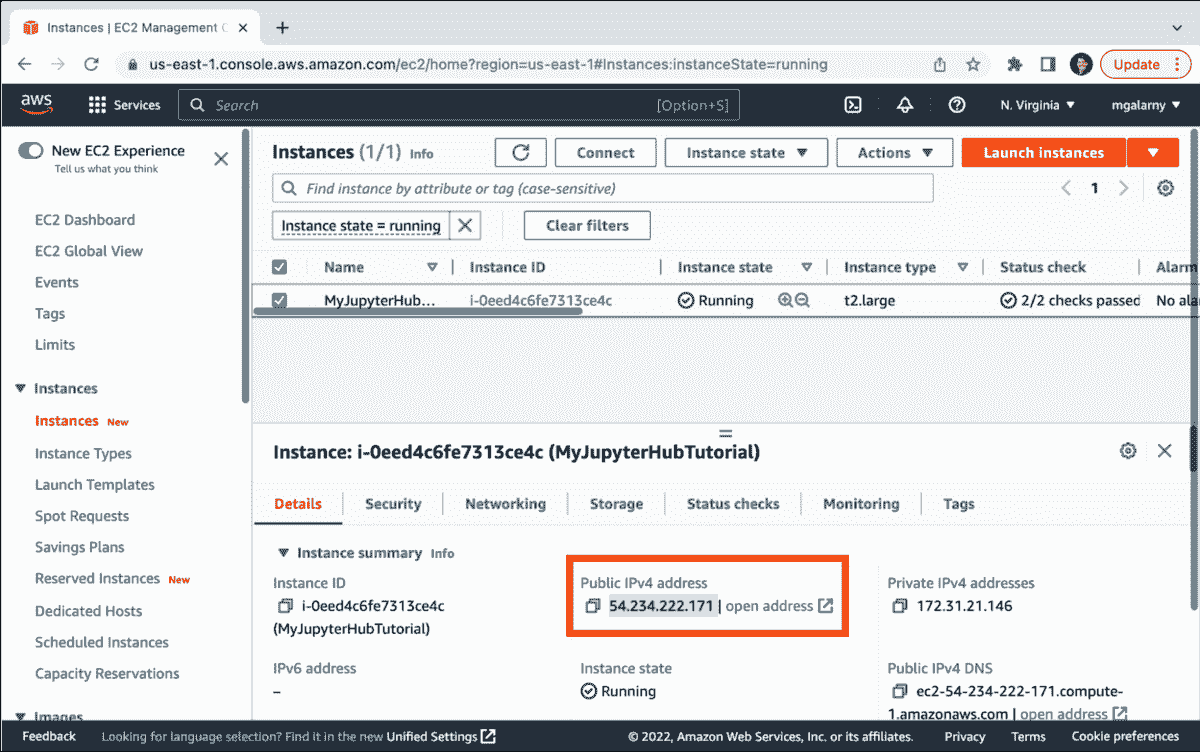 Instances | EC2 Management C
us-east-1.console.aws.amazon.com/ec2/home?region=us-east-1#Instances:instanceState=running
Update
aws
Services
Search
[Option+S]
N. Virginia
mgalarny
New EC2 Experience
Tell us what you think
EC2 Dashboard
EC2 Global View
Events
Tags
Limits
Instances
Instances New
Instance Types
Launch Templates
Spot Requests
Savings Plans
Reserved Instances New
Dedicated Hosts
Scheduled Instances
Capacity Reservations
Images
Instances (1/1) Info
Connect
Instance state
Actions
Launch instances
Find instance by attribute or tag (case-sensitive)
1
Instance state = running
Clear filters
Name Instance ID Instance state Instance type Status check Alarm
MyJupyterHub... i-0eed4c6fe7313ce4c Running t2.large 2/2 checks passed No ala
Instance: i-0eed4c6fe7313ce4c (MyJupyterHubTutorial)
Details Security Networking Storage Status checks Monitoring Tags
Instance summary Info
Instance ID
i-0eed4c6fe7313ce4c
(MyJupyterHubTutorial)
Public IPv4 address
54.234.222.171 | open address
Private IPv4 addresses
172.31.21.146
IPv6 address
–
Instance state
Running
Public IPv4 DNS
ec2-54-234-222-171.compute-
1.amazonaws.com | open address
Feedback
Looking for language selection? Find it in the new Unified Settings
© 2022, Amazon Web Services, Inc. or its affiliates.
Privacy
Terms
Cookie preferences